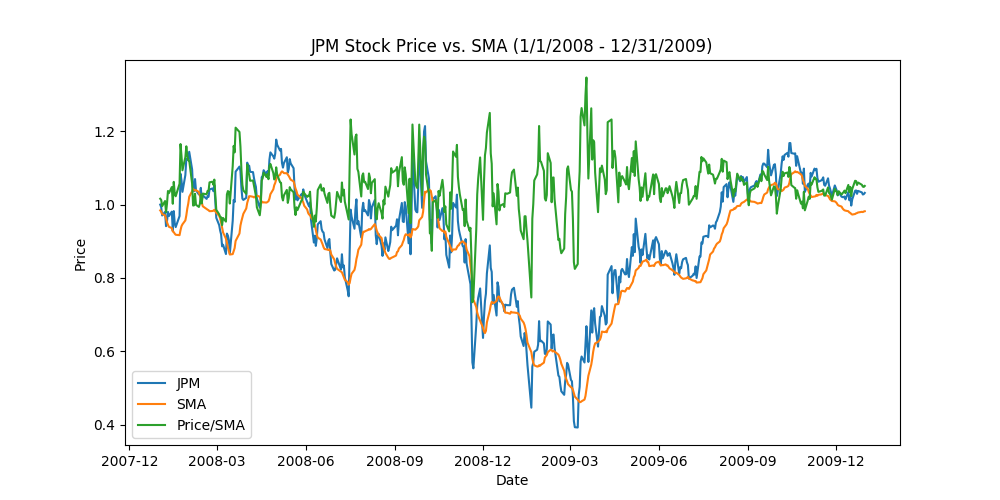 JPM Stock Price vs. SMA (1/1/2008 - 12/31/2009)
Price
1.2
1.0
0.8
0.6
0.4
JPM
SMA
Price/SMA
2007-12 2008-03 2008-06 2008-09 2008-12 2009-03 2009-06 2009-09 2009-12
Date